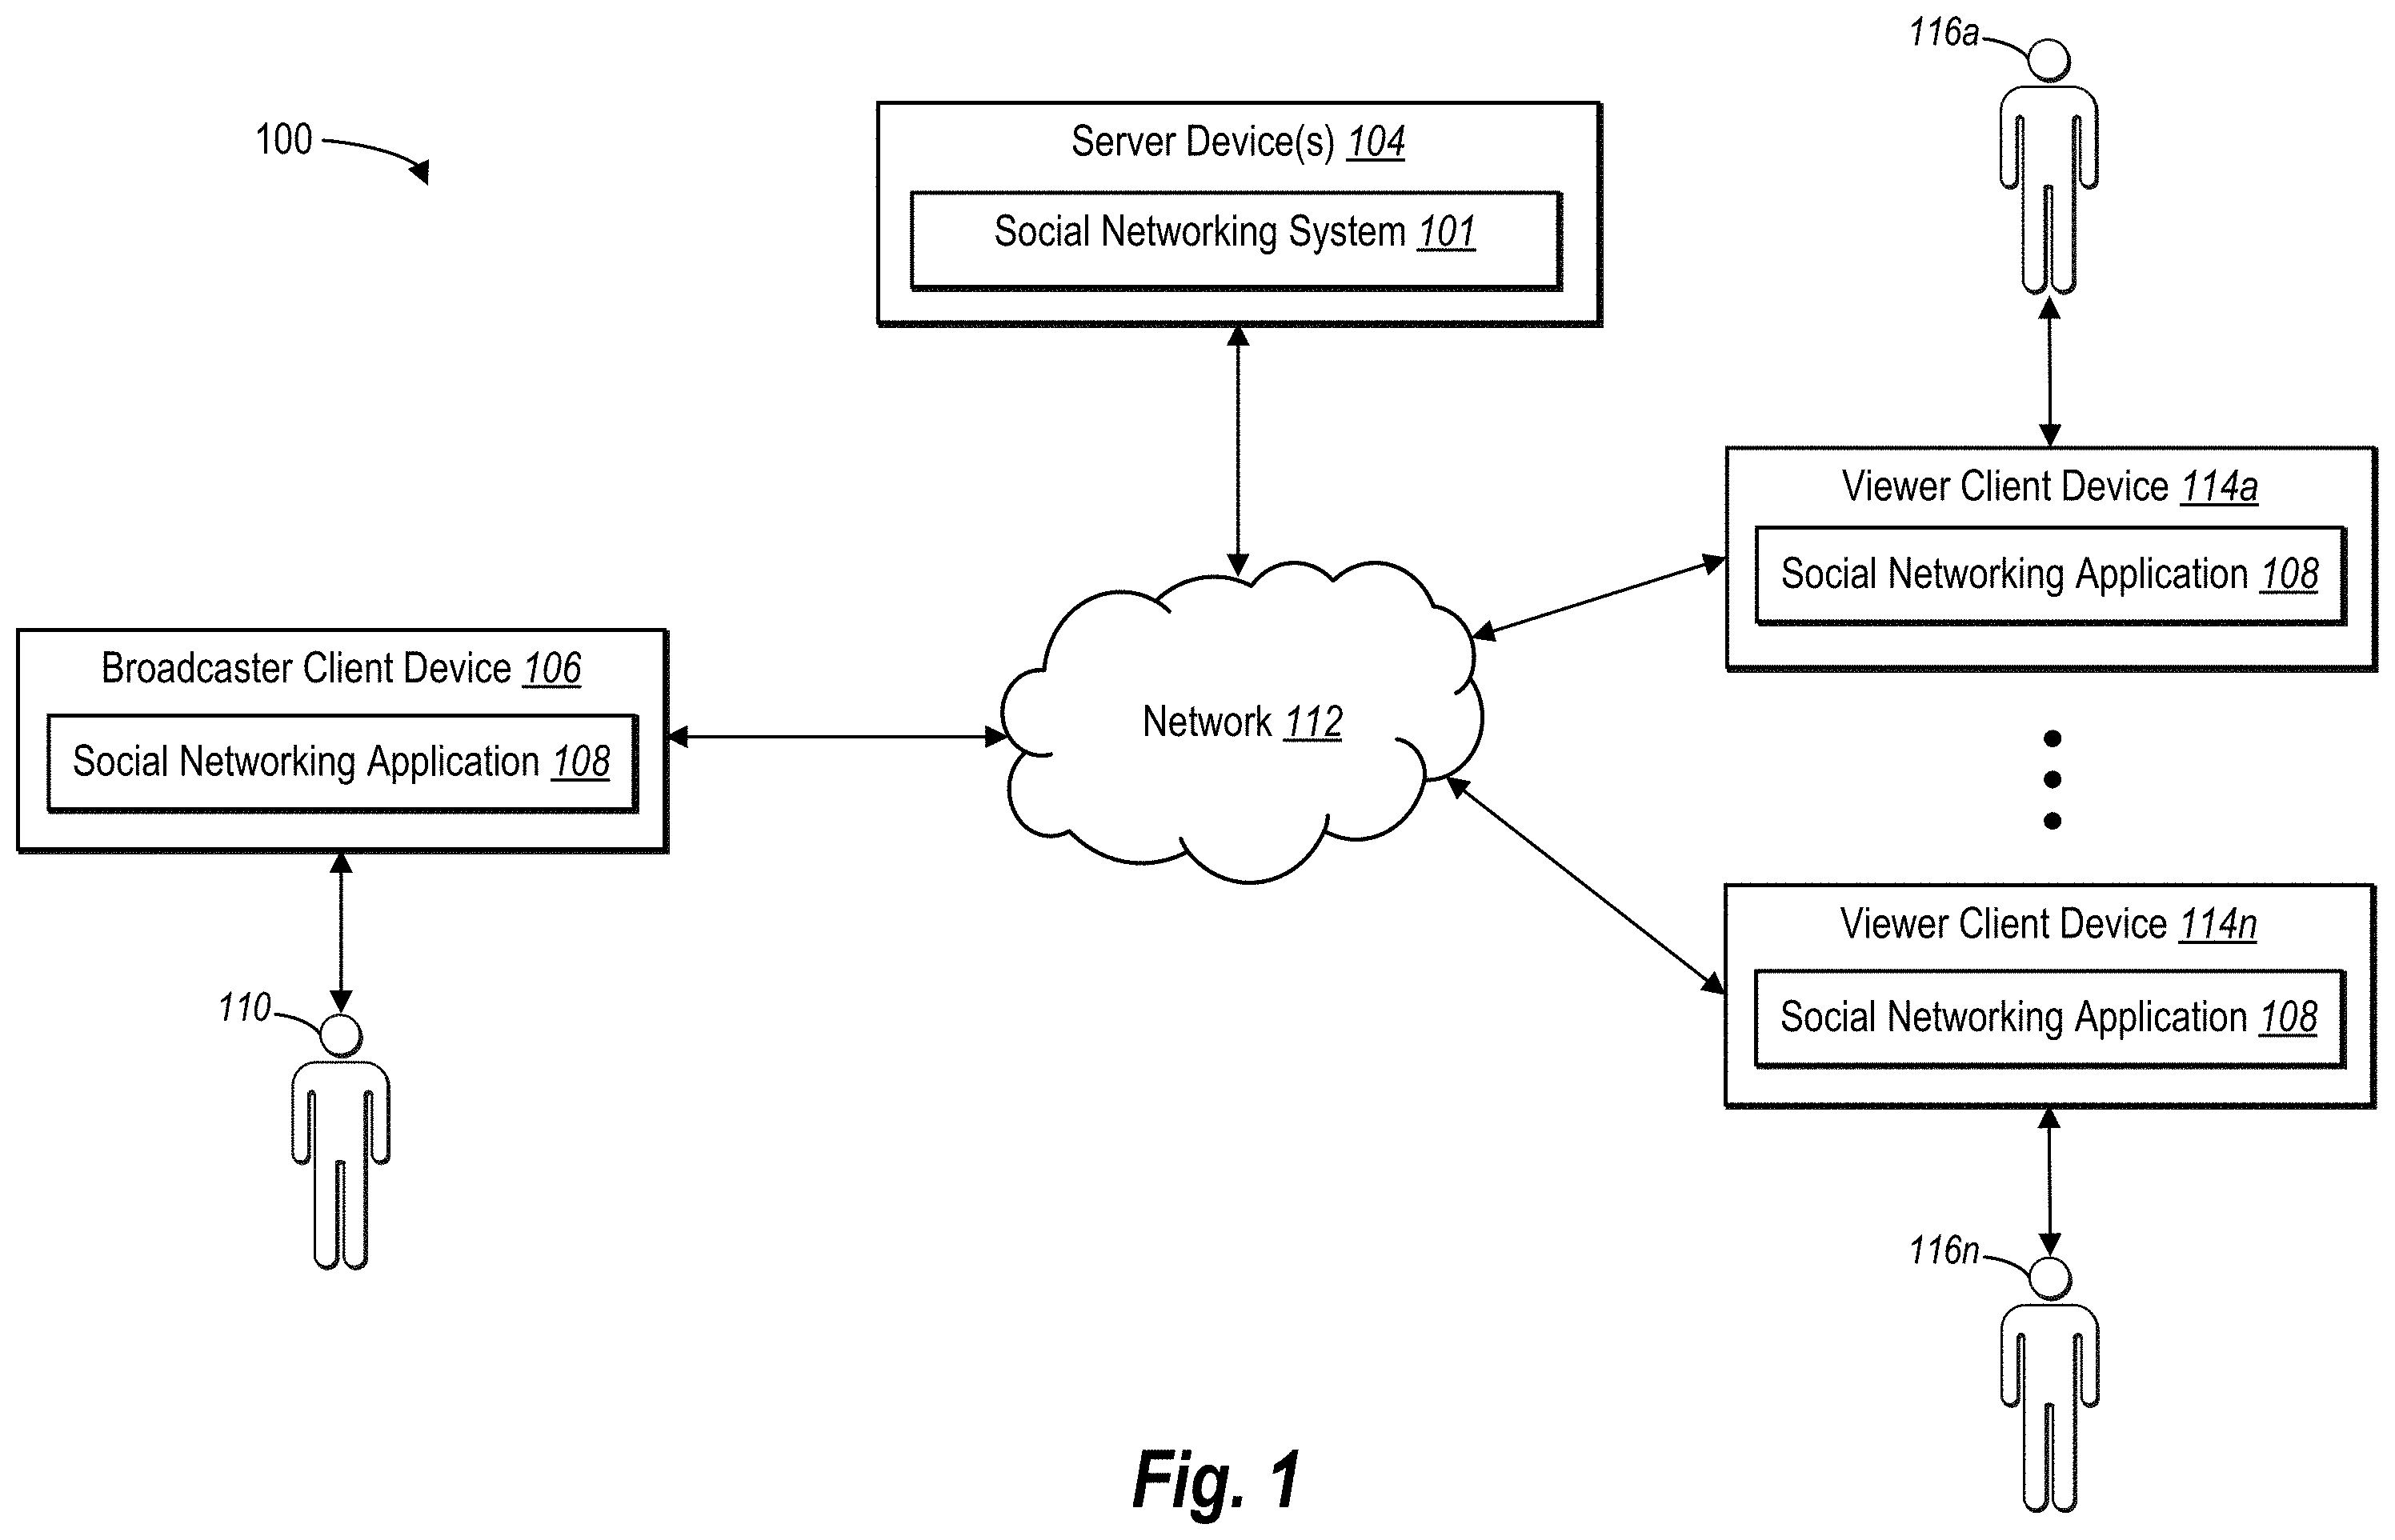 116a
100
Server Device(s) 104
Social Networking System 101
Viewer Client Device 114a
Social Networking Application 108
Broadcaster Client Device 106
Social Networking Application 108
Network 112
Viewer Client Device 114n
Social Networking Application 108
110
116n
Fig. 1